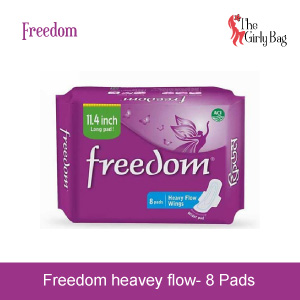 Freedom
The
Girly Bag
11.4 inch
Long pad!
ACS
freedom®
8 pads
Heavy Flow
Wings
Freedom heavey flow- 8 Pads